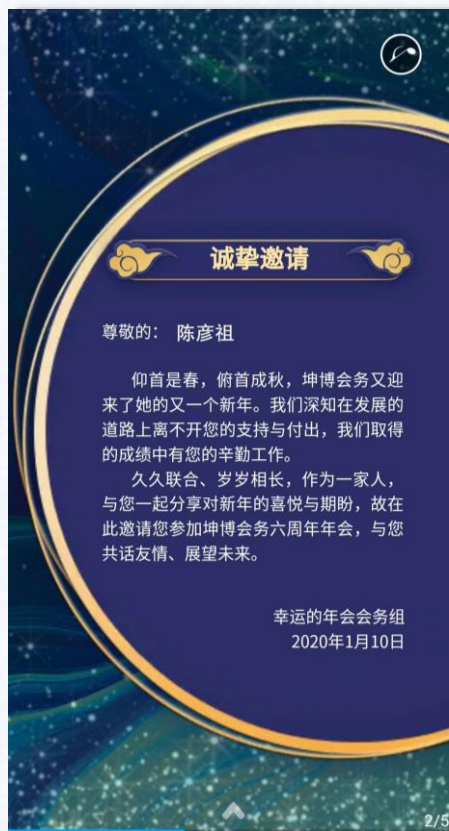 诚挚邀请
尊敬的： 陈彦祖
仰首是春，俯首成秋，坤博会务又迎
来了她的又一个新年。我们深知在发展的
道路上离不开您的支持与付出，我们取得
的成绩中有您的辛勤工作。
久久联合、岁岁相长，作为一家人，
与您一起分享对新年的喜悦与期盼，故在
此邀请您参加坤博会务六周年年会，与您
共话友情、展望未来。
幸运的年会会务组
2020年1月10日
2/5